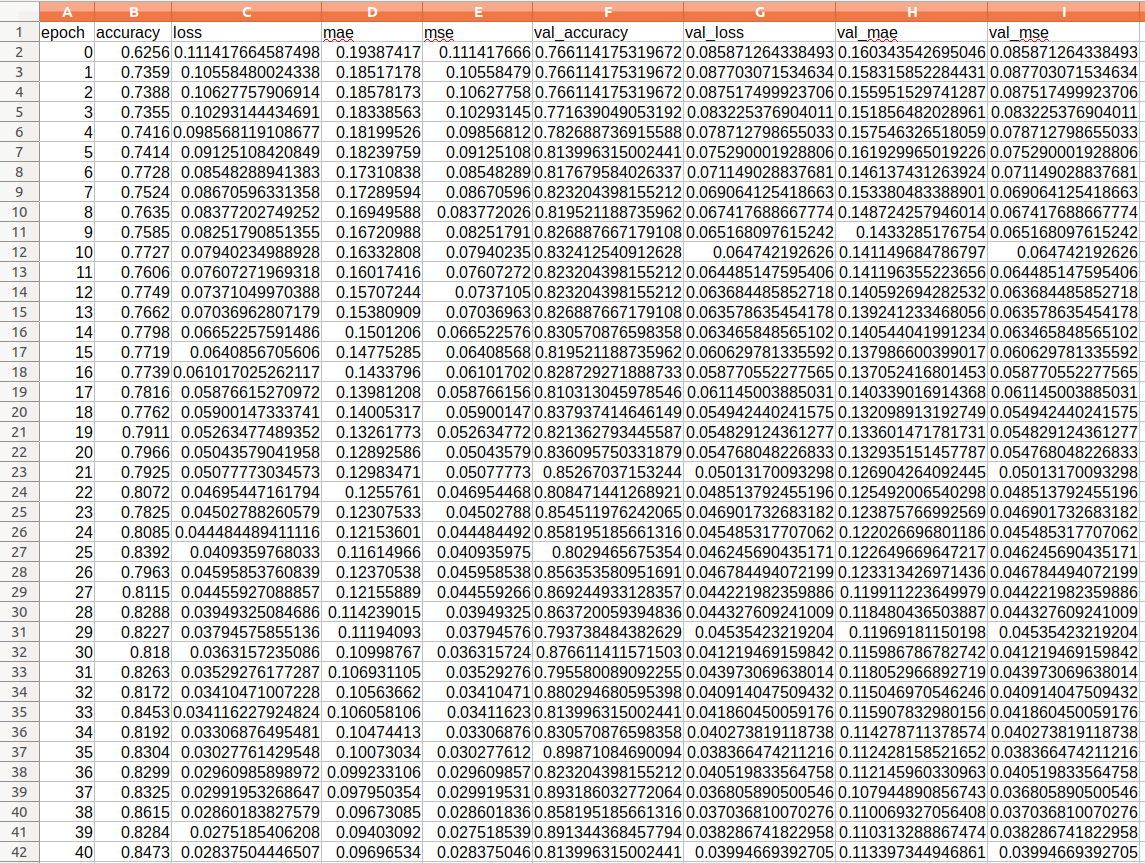 A B C D E F G H I
1 epoch accuracy loss mae mse val_accuracy val_loss val_mae val_mse
2 0 0.6256 0.111417664587498 0.19387417 0.111417666 0.766114175319672 0.085871264338493 0.160343542695046 0.085871264338493
3 1 0.7359 0.10558480024338 0.18517178 0.10558479 0.766114175319672 0.087703071534634 0.158315852284431 0.087703071534634
4 2 0.7388 0.10627757906914 0.18578173 0.10627758 0.766114175319672 0.087517499923706 0.155951529741287 0.087517499923706
5 3 0.7355 0.10293144434691 0.18338563 0.10293145 0.771639049053192 0.083225376904011 0.151856482028961 0.083225376904011
6 4 0.7416 0.098568119108677 0.18199526 0.09856812 0.782688736915588 0.078712798655033 0.157546326518059 0.078712798655033
7 5 0.7414 0.09125108420849 0.18239759 0.09125108 0.813996315002441 0.075290001928806 0.161929965019226 0.075290001928806
8 6 0.7728 0.08548288941383 0.17310838 0.08548289 0.817679584026337 0.071149028837681 0.146137431263924 0.071149028837681
9 7 0.7524 0.08670596331358 0.17289594 0.08670596 0.823204398155212 0.069064125418663 0.153380483388901 0.069064125418663
10 8 0.7635 0.08377202749252 0.16949588 0.083772026 0.819521188735962 0.067417688667774 0.148724257946014 0.067417688667774
11 9 0.7585 0.08251790851355 0.16720988 0.08251791 0.826887667179108 0.065168097615242 0.1433285176754 0.065168097615242
12 10 0.7727 0.07940234988928 0.16332808 0.07940235 0.832412540912628 0.064742192626 0.141149684786797 0.064742192626
13 11 0.7606 0.07607271969318 0.16017416 0.07607272 0.823204398155212 0.064485147595406 0.141196355223656 0.064485147595406
14 12 0.7749 0.07371049970388 0.15707244 0.0737105 0.823204398155212 0.063684485852718 0.140592694282532 0.063684485852718
15 13 0.7662 0.07036962807179 0.15380909 0.07036963 0.826887667179108 0.063578635454178 0.139241233468056 0.063578635454178
16 14 0.7798 0.06652257591486 0.1501206 0.066522576 0.830570876598358 0.063465848565102 0.140544041991234 0.063465848565102
17 15 0.7719 0.0640856705606 0.14775285 0.06408568 0.819521188735962 0.060629781335592 0.137986600399017 0.060629781335592
18 16 0.7739 0.061017025262117 0.1433796 0.06101702 0.828729271888733 0.058770552277565 0.137052416801453 0.058770552277565
19 17 0.7816 0.05876615270972 0.13981208 0.058766156 0.810313045978546 0.061145003885031 0.140339016914368 0.061145003885031
20 18 0.7762 0.05900147333741 0.14005317 0.05900147 0.837937414646149 0.054942440241575 0.132098913192749 0.054942440241575
21 19 0.7911 0.05263477489352 0.13261773 0.052634772 0.821362793445587 0.054829124361277 0.133601471781731 0.054829124361277
22 20 0.7966 0.05043579041958 0.12892586 0.05043579 0.836095750331879 0.054768048226833 0.132935151457787 0.054768048226833
23 21 0.7925 0.05077773034573 0.12983471 0.05077773 0.85267037153244 0.05013170093298 0.126904264092445 0.05013170093298
24 22 0.8072 0.04695447161794 0.1255761 0.046954468 0.808471441268921 0.048513792455196 0.125492006540298 0.048513792455196
25 23 0.7825 0.04502788260579 0.12307533 0.04502788 0.854511976242065 0.046901732683182 0.123875766992569 0.046901732683182
26 24 0.8085 0.044484489411116 0.12153601 0.044484492 0.858195185661316 0.045485317707062 0.122026696801186 0.045485317707062
27 25 0.8392 0.0409359768033 0.11614966 0.040935975 0.8029465675354 0.046245690435171 0.122649669647217 0.046245690435171
28 26 0.7963 0.04595853760839 0.12370538 0.045958538 0.856353580951691 0.046784494072199 0.123313426971436 0.046784494072199
29 27 0.8115 0.04455927088857 0.12155889 0.044559266 0.869244933128357 0.044221982359886 0.119911223649979 0.044221982359886
30 28 0.8288 0.03949325084686 0.114239015 0.03949325 0.863720059394836 0.044327609241009 0.118480436503887 0.044327609241009
31 29 0.8227 0.03794575855136 0.11194093 0.03794576 0.793738484382629 0.04535423219204 0.11969181150198 0.04535423219204
32 30 0.818 0.0363157235086 0.10998767 0.036315724 0.876611411571503 0.041219469159842 0.115986786782742 0.041219469159842
33 31 0.8263 0.03529276177287 0.106931105 0.03529276 0.795580089092255 0.043973069638014 0.118052966892719 0.043973069638014
34 32 0.8172 0.03410471007228 0.10563662 0.03410471 0.880294680595398 0.040914047509432 0.115046970546246 0.040914047509432
35 33 0.8453 0.034116227924824 0.106058106 0.03411623 0.813996315002441 0.041860450059176 0.115907832980156 0.041860450059176
36 34 0.8192 0.03306876495481 0.10474413 0.03306876 0.830570876598358 0.040273819118738 0.114278711378574 0.040273819118738
37 35 0.8304 0.03027761429548 0.10073034 0.030277612 0.89871084690094 0.038366474211216 0.112428158521652 0.038366474211216
38 36 0.8299 0.02960985898972 0.099233106 0.029609857 0.823204398155212 0.040519833564758 0.112145960330963 0.040519833564758
39 37 0.8325 0.02991953268647 0.097950354 0.029919531 0.893186032772064 0.036805890500546 0.107944890856743 0.036805890500546
40 38 0.8615 0.02860183827579 0.09673085 0.028601836 0.858195185661316 0.037036810070276 0.110069327056408 0.037036810070276
41 39 0.8284 0.0275185406208 0.09403092 0.027518539 0.891344368457794 0.038286741822958 0.110313288867474 0.038286741822958
42 40 0.8473 0.02837504446507 0.09696534 0.028375046 0.813996315002441 0.03994669392705 0.113397344946861 0.03994669392705